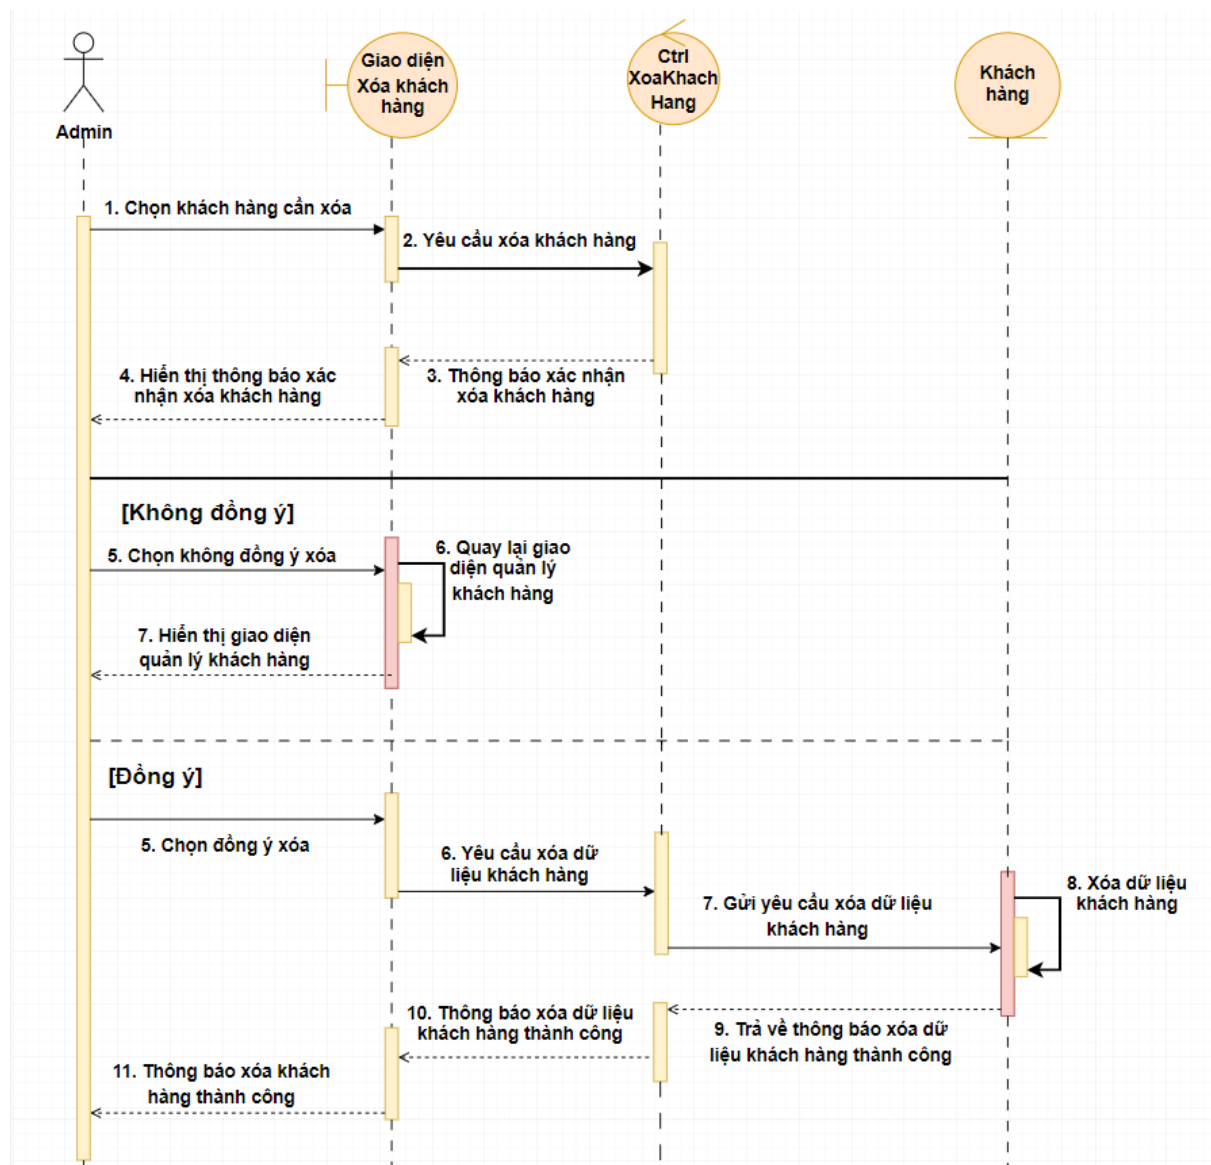 Admin
Giao diện
Xóa khách
hàng
Ctrl
XoaKhach
Hang
Khách
hàng
1. Chọn khách hàng cần xóa
2. Yêu cầu xóa khách hàng
3. Thông báo xác nhận
xóa khách hàng
4. Hiển thị thông báo xác
nhận xóa khách hàng
[Không đồng ý]
5. Chọn không đồng ý xóa
6. Quay lại giao
diện quản lý
khách hàng
7. Hiển thị giao diện
quản lý khách hàng
[Đồng ý]
5. Chọn đồng ý xóa
6. Yêu cầu xóa dữ
liệu khách hàng
7. Gửi yêu cầu xóa dữ liệu
khách hàng
8. Xóa dữ liệu
khách hàng
9. Trả về thông báo xóa dữ
liệu khách hàng thành công
10. Thông báo xóa dữ liệu
khách hàng thành công
11. Thông báo xóa khách
hàng thành công